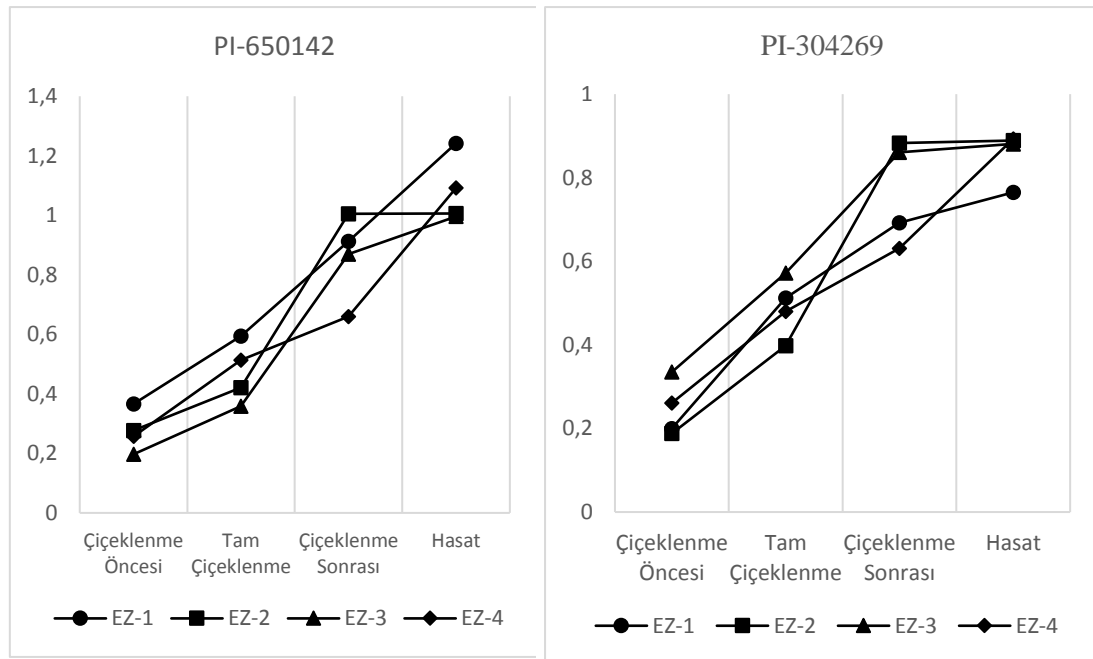 PI-650142
1,4
1,2
1
0,8
0,6
0,4
0,2
0
Çiçeklenme
Öncesi
Tam
Çiçeklenme
Çiçeklenme
Sonrası
Hasat
EZ-1 EZ-2 EZ-3 EZ-4
PI-304269
1
0,8
0,6
0,4
0,2
0
Çiçeklenme
Öncesi
Tam
Çiçeklenme
Çiçeklenme
Sonrası
Hasat
EZ-1 EZ-2 EZ-3 EZ-4